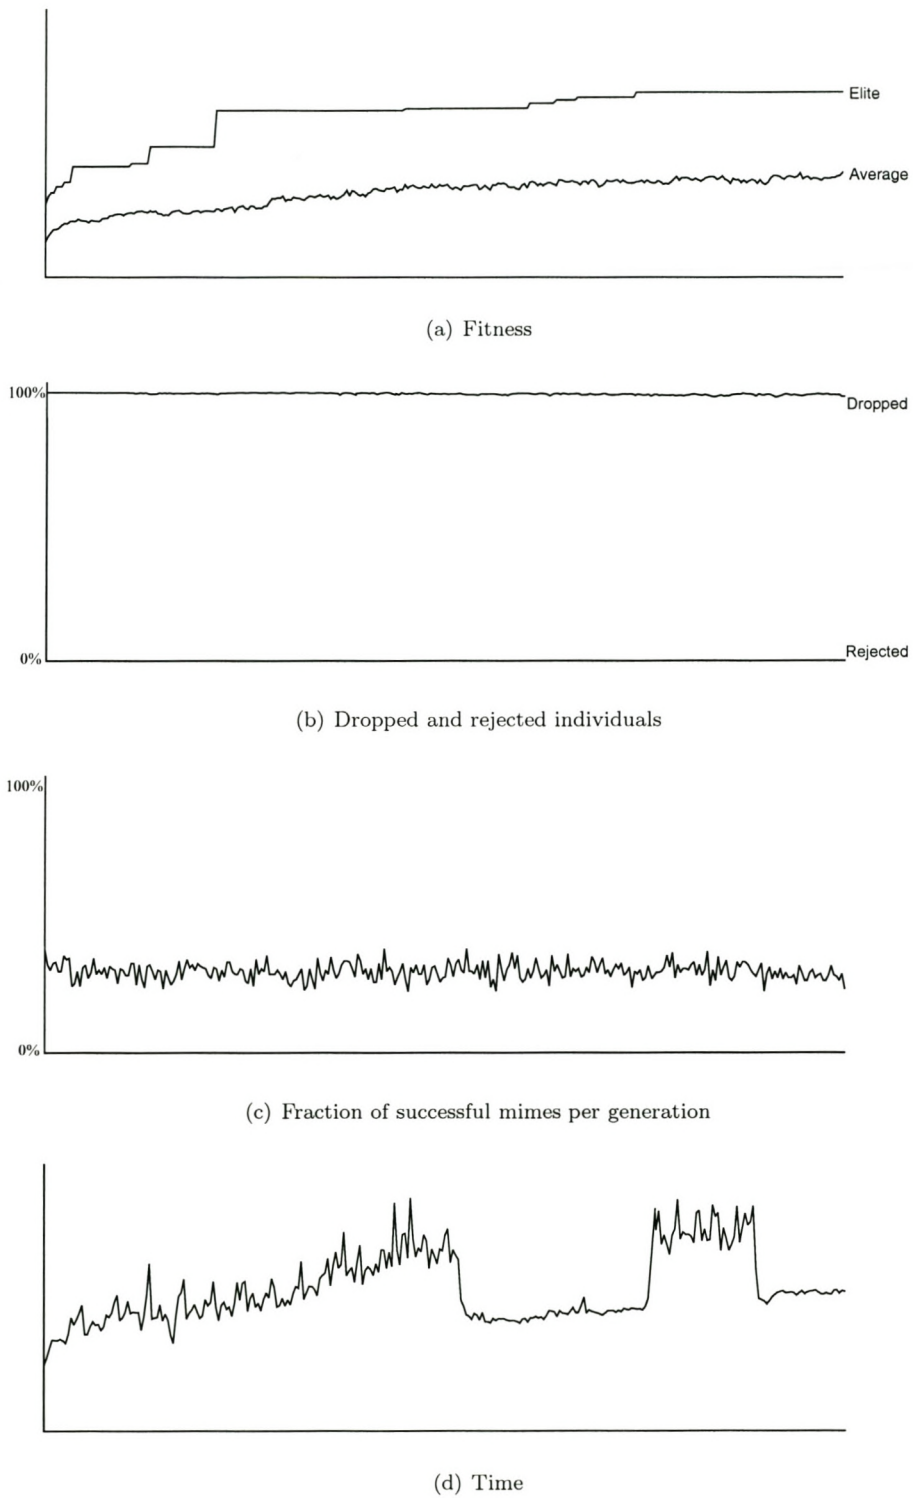 Elite
Average
(a) Fitness
100%
Dropped
0%
Rejected
(b) Dropped and rejected individuals
100%
0%
(c) Fraction of successful mimes per generation
(d) Time